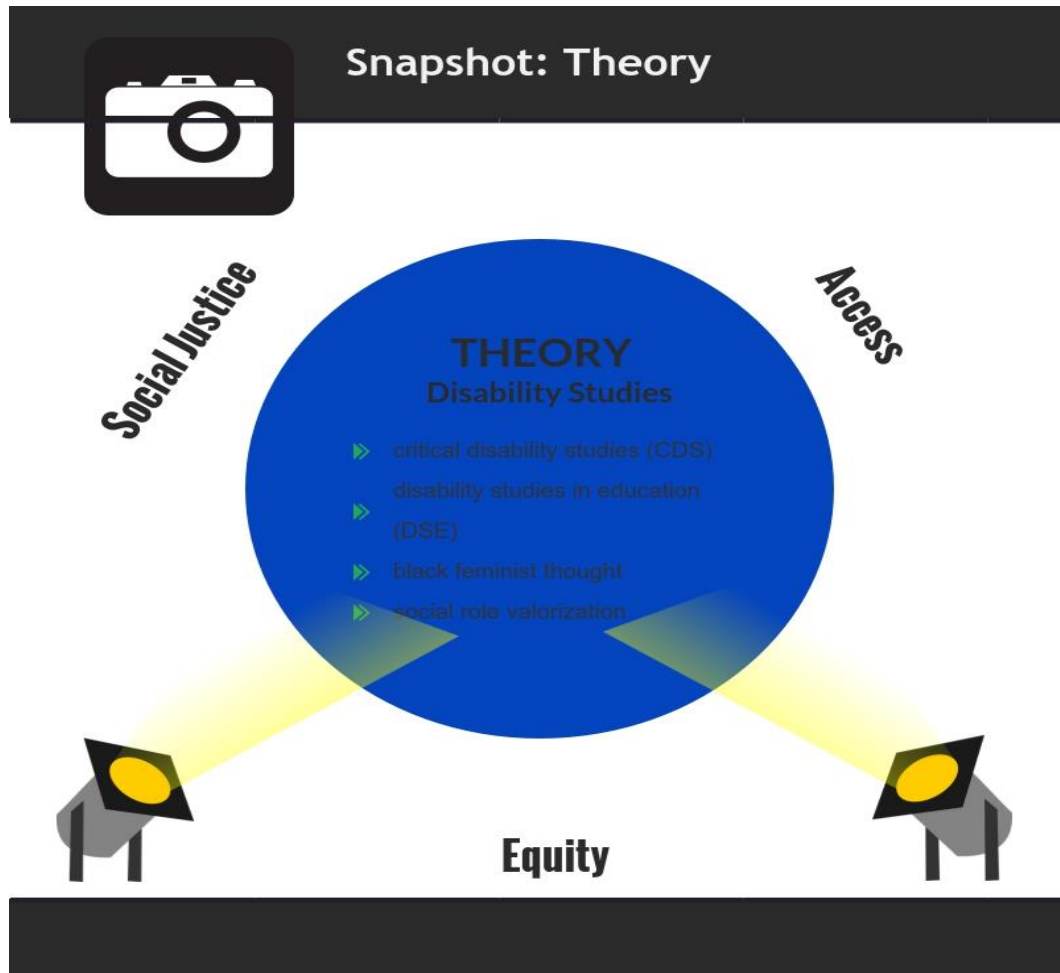 Snapshot: Theory
Social Justice
Access
THEORY
Disability Studies
critical disability studies (CDS)
disability studies in education
(DSE)
black feminist thought
social role valorization
Equity